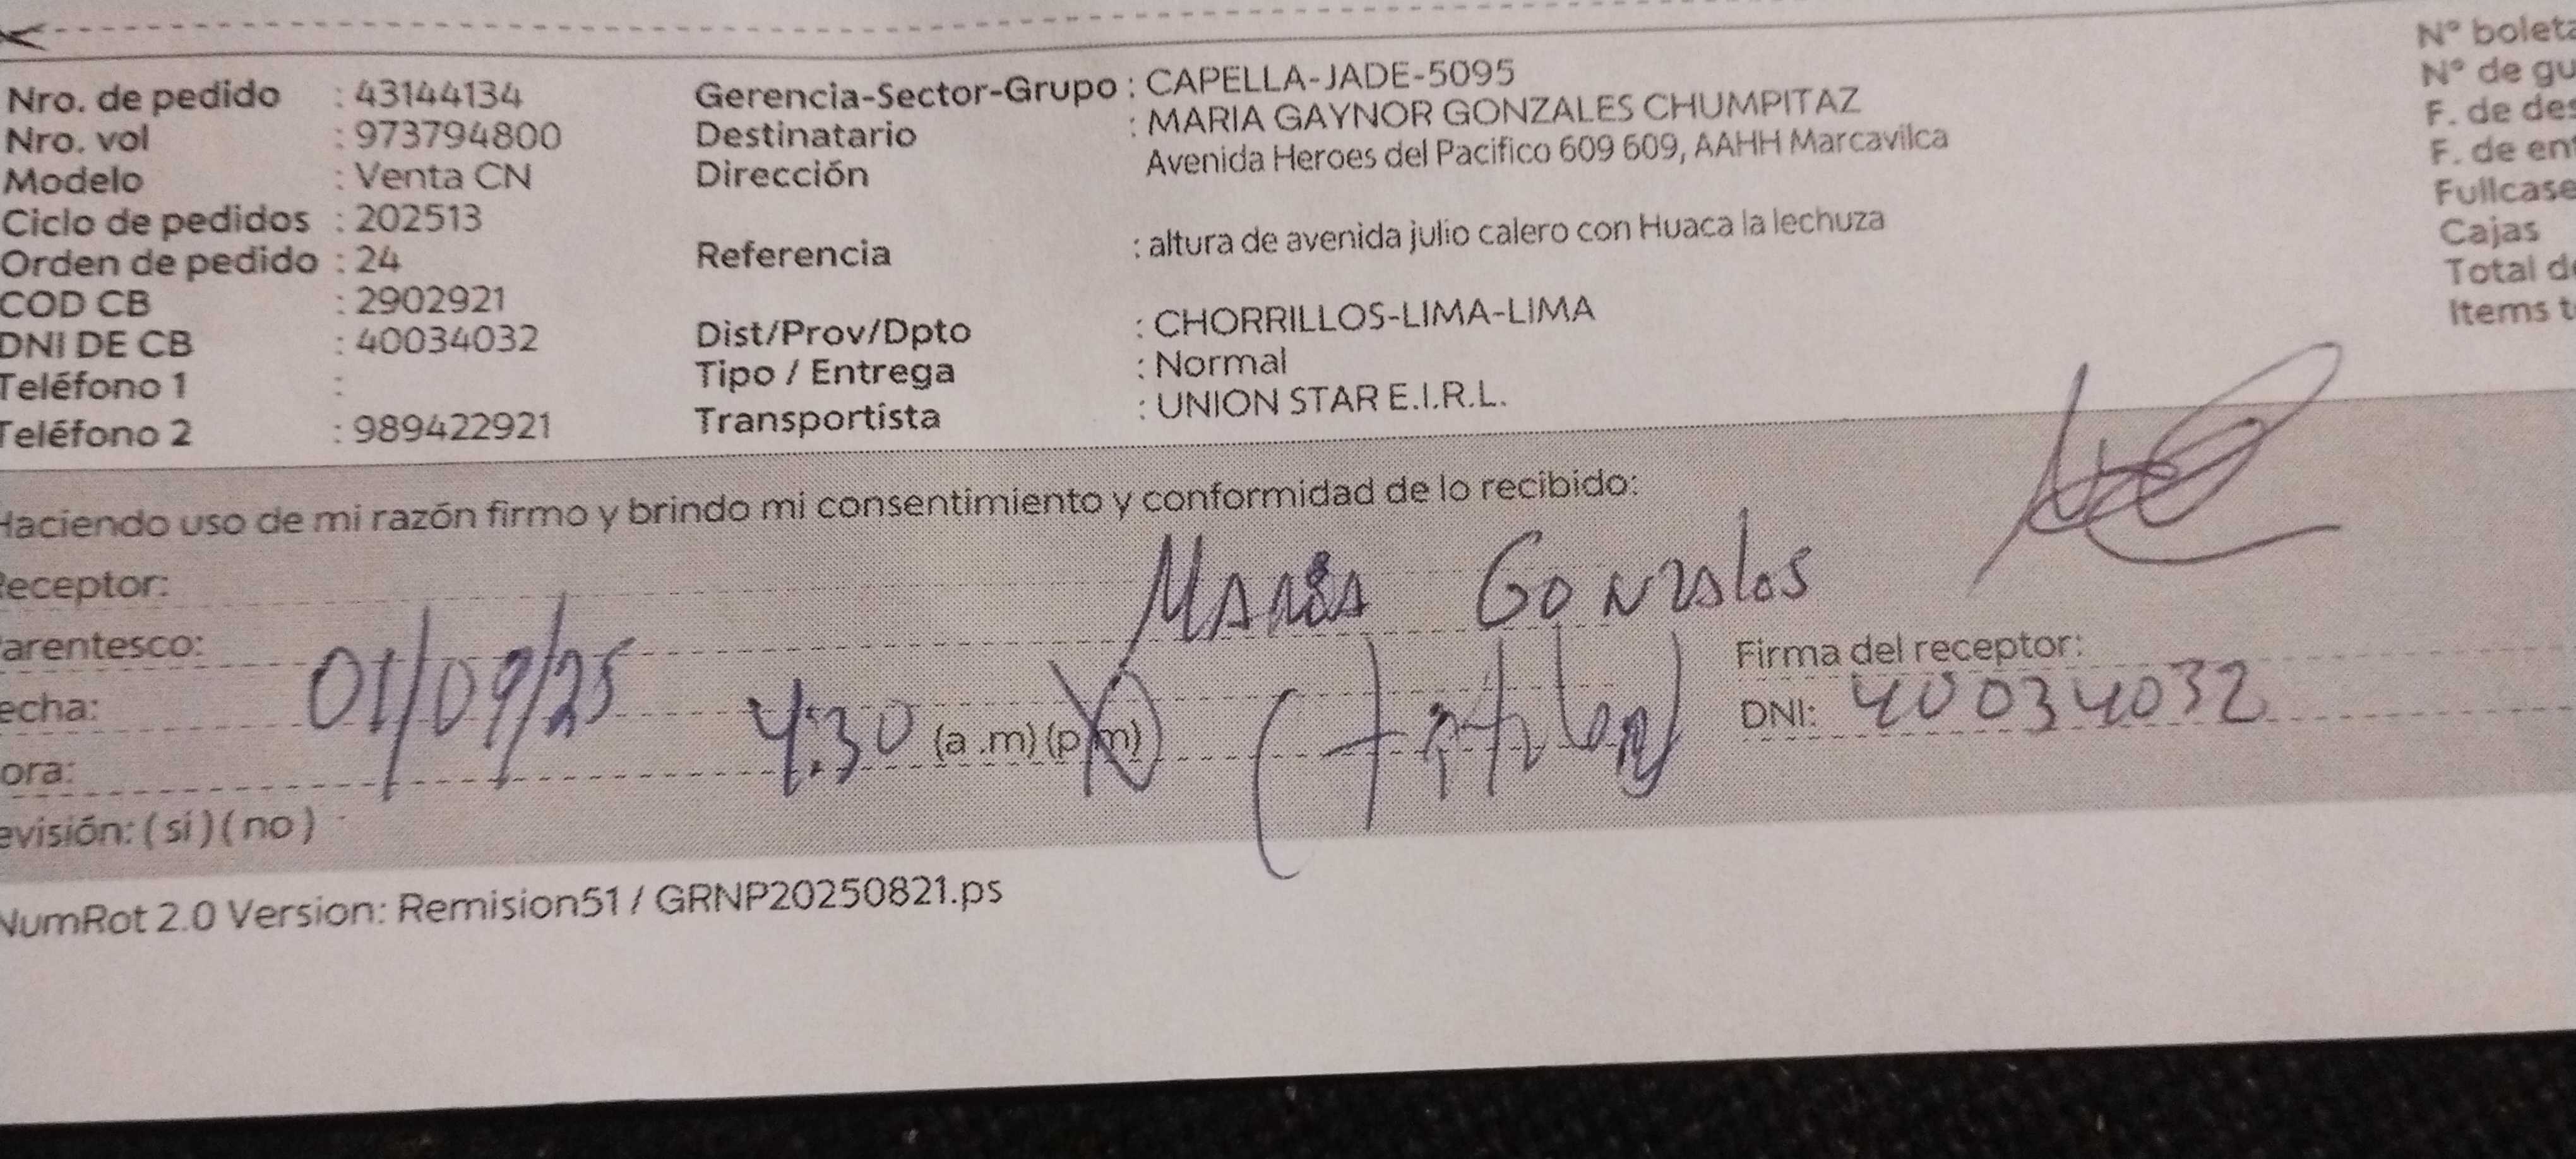 Nro. de pedido : 43144134 Gerencia-Sector-Grupo : CAPELLA-JADE-5095 N° boleta
Nro. vol : 973794800 Destinatario : MARIA GAYNOR GONZALES CHUMPITAZ N° de gu
Modelo : Venta CN Dirección Avenida Heroes del Pacifico 609 609, AAHH Marcavilca F. de des
Ciclo de pedidos : 202513 F. de ent
Orden de pedido : 24 Referencia : altura de avenida julio calero con Huaca la lechuza Fullcase
COD CB : 2902921 Cajas
DNI DE CB : 40034032 Dist/Prov/Dpto : CHORRILLOS-LIMA-LIMA Total de
Teléfono 1 : Tipo / Entrega : Normal Items t
Teléfono 2 : 989422921 Transportista : UNION STAR E.I.R.L.
Haciendo uso de mi razón firmo y brindo mi consentimiento y conformidad de lo recibido:
Receptor: MARIA GONZALES
arentesco: Firma del receptor:
echa: 01/09/25 DNI: 40034032
ora: 4:30 (a .m) (p.m) (titular)
evisión: ( si ) ( no )
NumRot 2.0 Version: Remision51 / GRNP20250821.ps